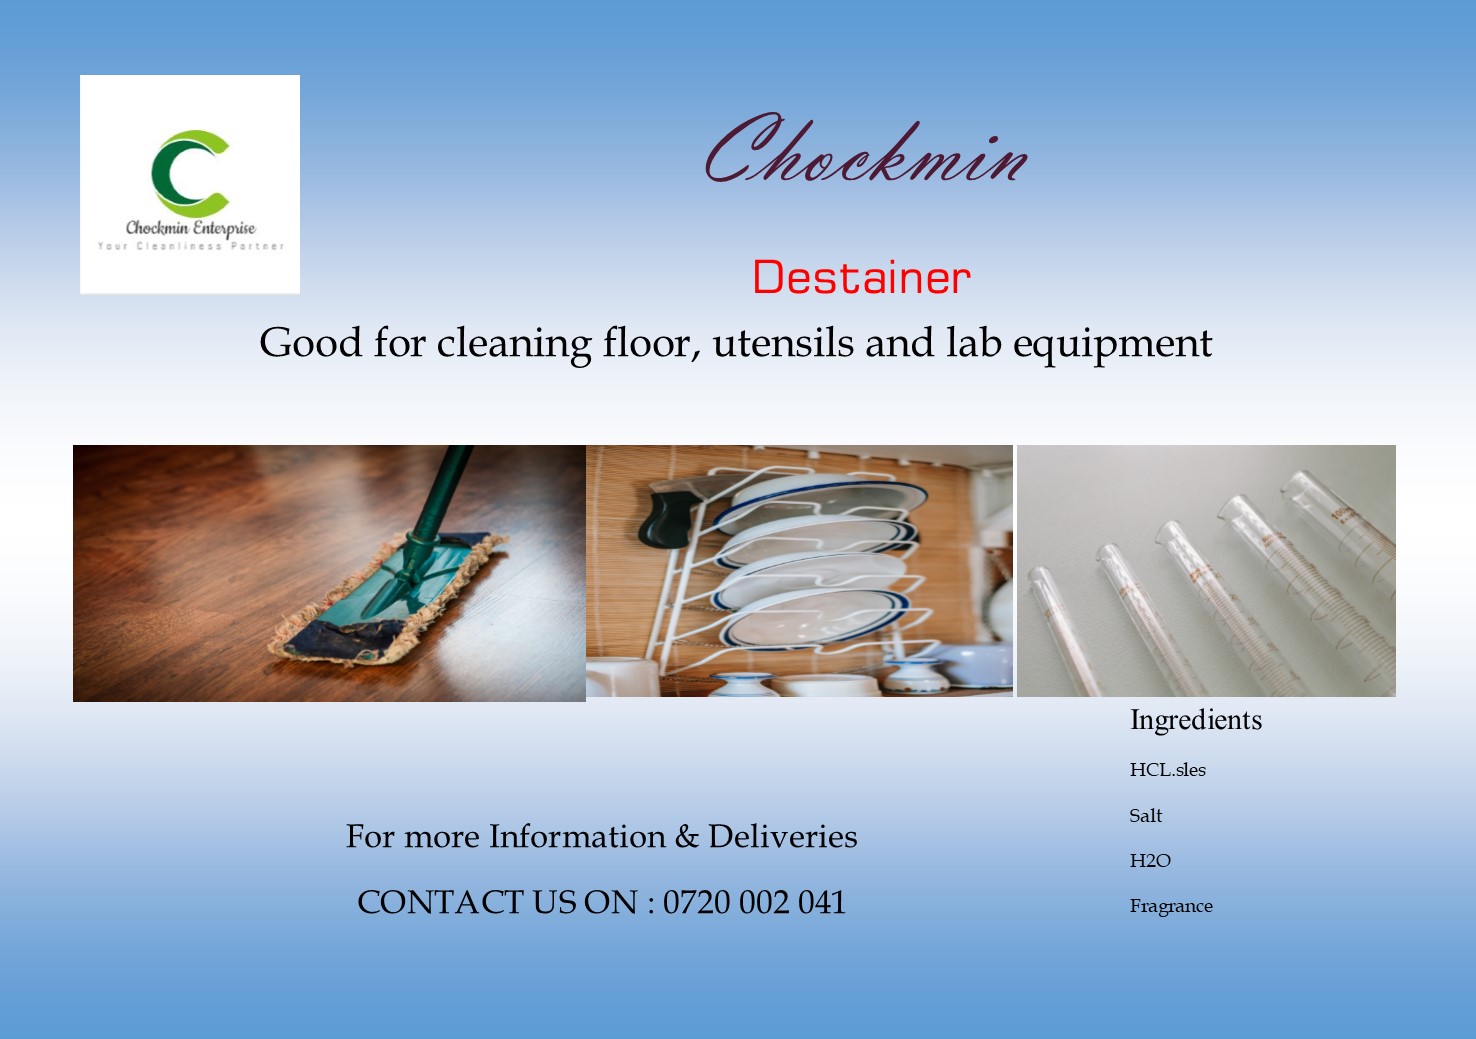 Chockmin Enterprise
Your Cleanliness Partner
Chockmin
Destainer
Good for cleaning floor, utensils and lab equipment
Ingredients
HCL.sles
Salt
H2O
Fragrance
For more Information & Deliveries
CONTACT US ON : 0720 002 041